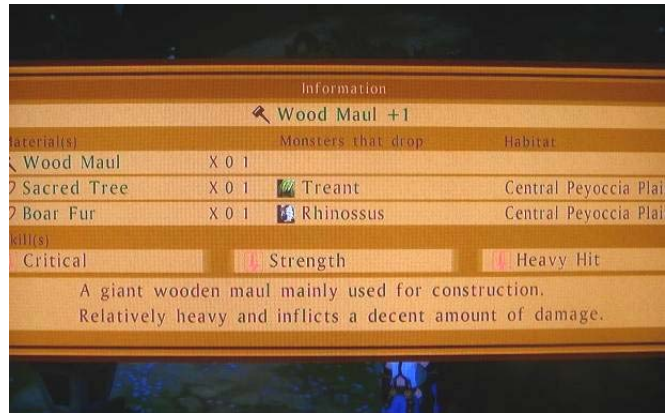 Information
Wood Maul +1
aterial(s) Monsters that drop Habitat
Wood Maul X 0 1
Sacred Tree X 0 1 Treant Central Peyoccia Plai
Boar Fur X 0 1 Rhinossus Central Peyoccia Plai
kill(s)
Critical Strength Heavy Hit
A giant wooden maul mainly used for construction.
Relatively heavy and inflicts a decent amount of damage.